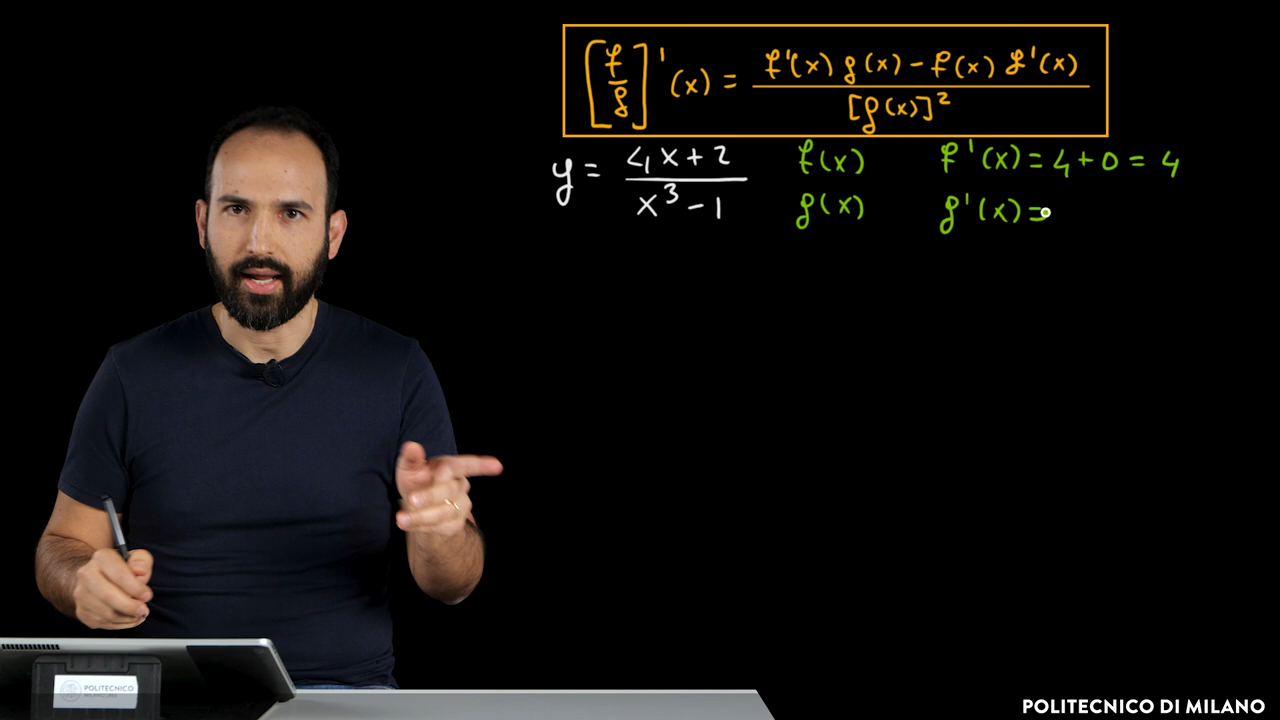 [f/g]'(x) = f'(x) g(x) - f(x) g'(x) / [g(x)]²
y = 4x + 2 / x³ - 1
f(x) f'(x) = 4 + 0 = 4
g(x) g'(x) =
POLITECNICO
POLITECNICO DI MILANO